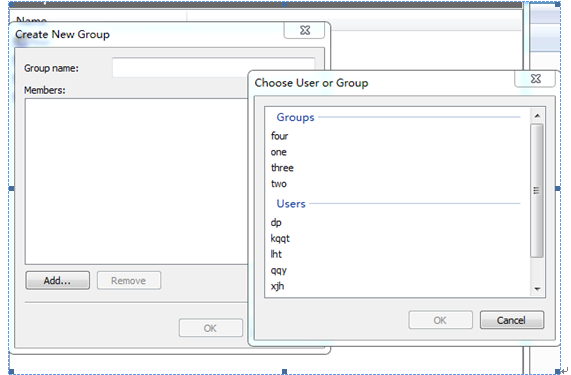 Name
Create New Group
Group name:
Members:
Add...
Remove
OK
Choose User or Group
Groups
four
one
three
two
Users
dp
kqqt
lht
qqy
xjh
OK
Cancel